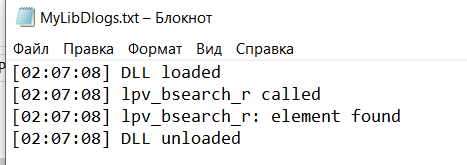 MyLibDlogs.txt – Блокнот
Файл Правка Формат Вид Справка
[02:07:08] DLL loaded
[02:07:08] lpv_bsearch_r called
[02:07:08] lpv_bsearch_r: element found
[02:07:08] DLL unloaded